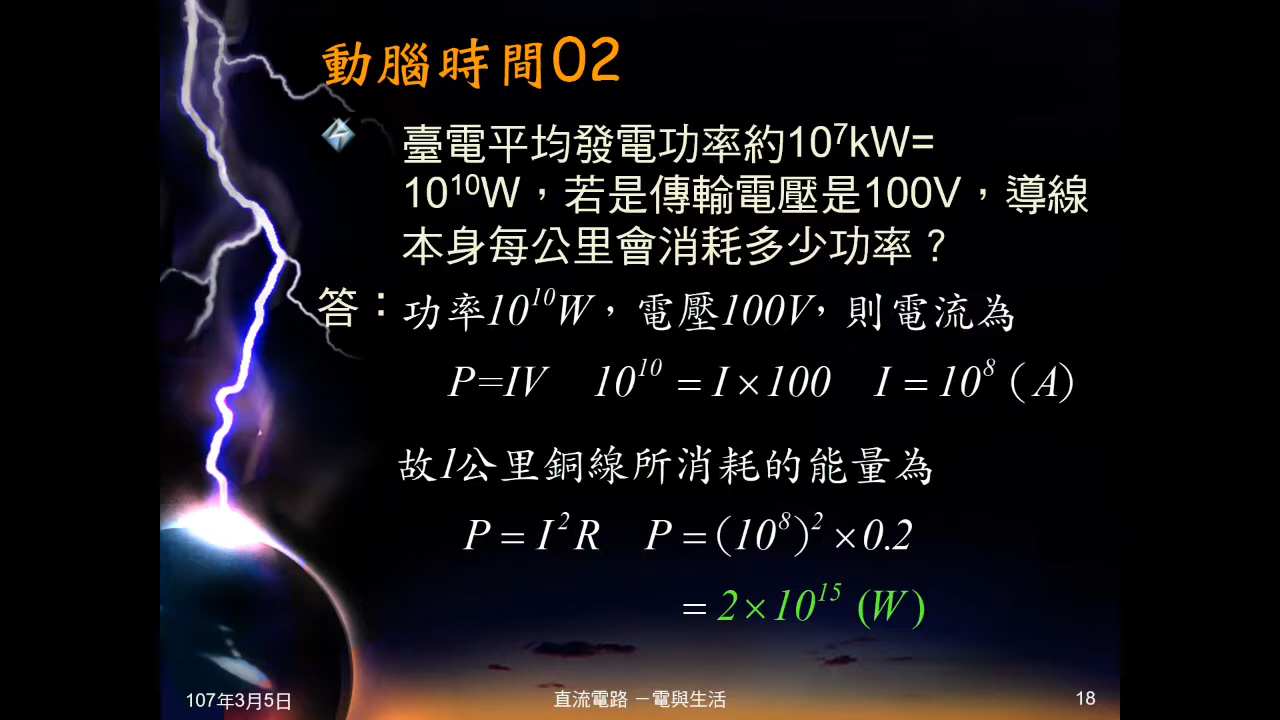 動腦時間02
臺電平均發電功率約10⁷kW=
10¹⁰W，若是傳輸電壓是100V，導線
本身每公里會消耗多少功率？
答：功率10¹⁰W，電壓100V，則電流為
P=IV 10¹⁰ = I×100 I = 10⁸ (A)
故1公里銅線所消耗的能量為
P = I²R P = (10⁸)² × 0.2
= 2×10¹⁵ (W)
107年3月5日 直流電路 －電與生活 18